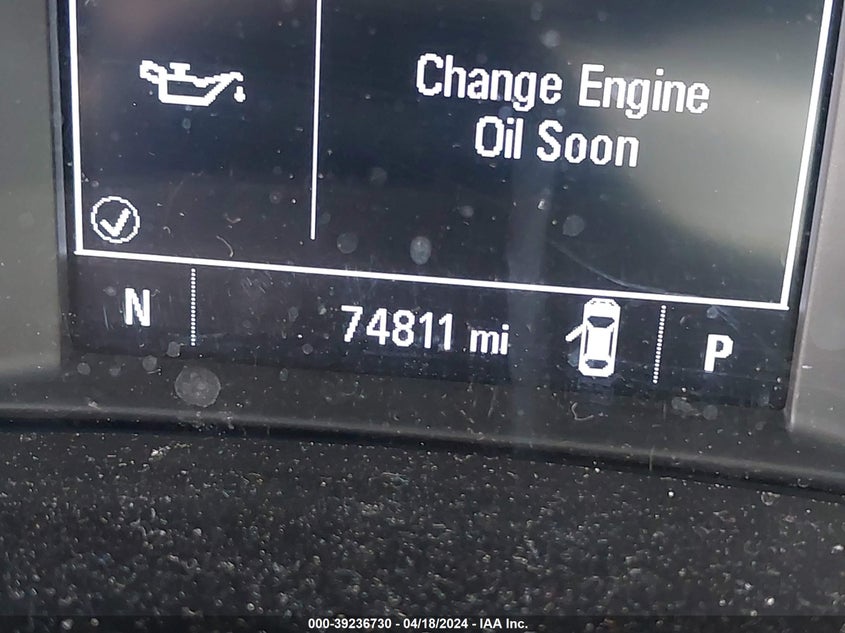 Change Engine
Oil Soon
N
74811 mi
P
000-39236730 - 04/18/2024 - IAA Inc.